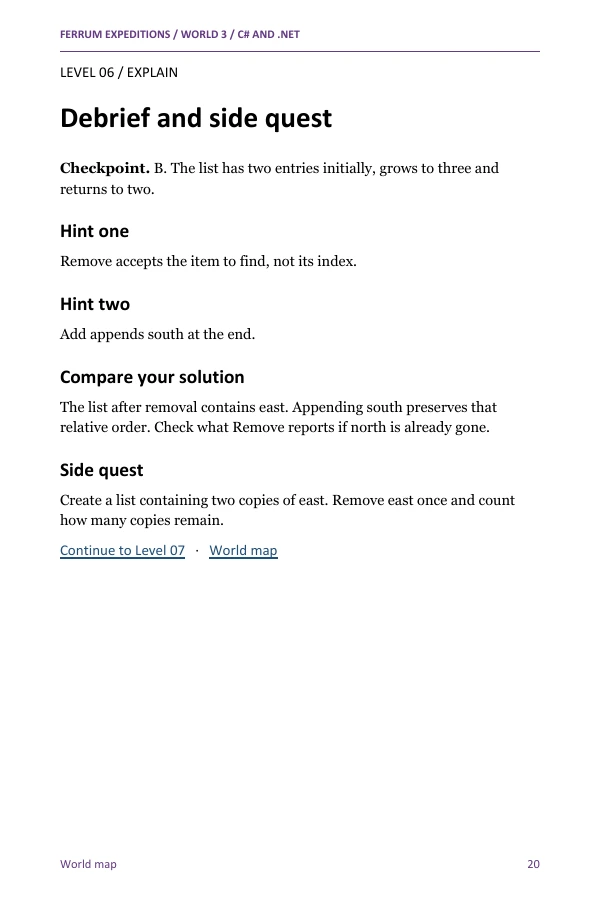 FERRUM EXPEDITIONS / WORLD 3 / C# AND .NET
LEVEL 06 / EXPLAIN
Debrief and side quest
Checkpoint. B. The list has two entries initially, grows to three and
returns to two.
Hint one
Remove accepts the item to find, not its index.
Hint two
Add appends south at the end.
Compare your solution
The list after removal contains east. Appending south preserves that
relative order. Check what Remove reports if north is already gone.
Side quest
Create a list containing two copies of east. Remove east once and count
how many copies remain.
Continue to Level 07 · World map
World map 20